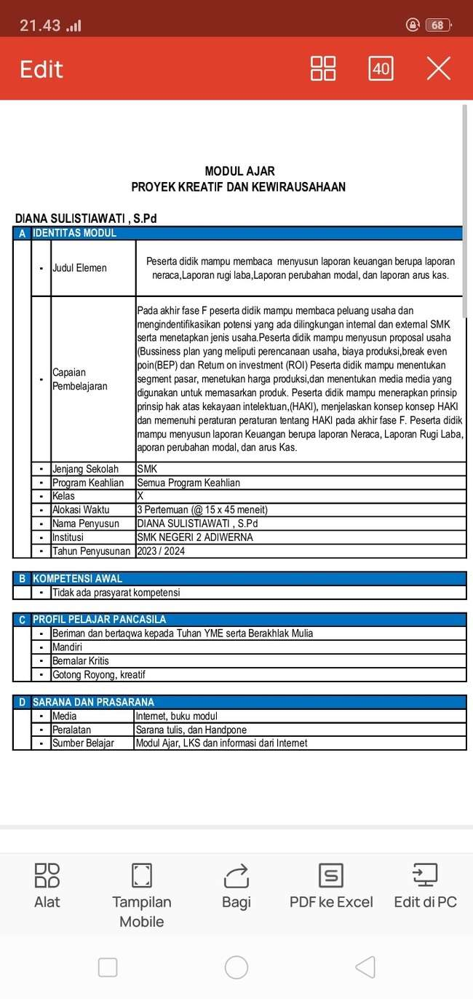 21.43
68
Edit
40
MODUL AJAR
PROYEK KREATIF DAN KEWIRAUSAHAAN
DIANA SULISTIAWATI , S.Pd
A IDENTITAS MODUL
Judul Elemen
Peserta didik mampu membaca menyusun laporan keuangan berupa laporan
neraca,Laporan rugi laba,Laporan perubahan modal, dan laporan arus kas.
Capaian
Pembelajaran
Pada akhir fase F peserta didik mampu membaca peluang usaha dan
mengindentifikasikan potensi yang ada dilingkungan internal dan external SMK
serta menetapkan jenis usaha.Peserta didik mampu menyusun proposal usaha
(Bussiness plan yang meliputi perencanaan usaha, biaya produksi,break even
poin(BEP) dan Return on investment (ROI) Peserta didik mampu menentukan
segment pasar, menetukan harga produksi,dan menentukan media media yang
digunakan untuk memasarkan produk. Peserta didik mampu menerapkan prinsip
prinsip hak atas kekayaan intelektuan,(HAKI), menjelaskan konsep konsep HAKI
dan memenuhi peraturan peraturan tentang HAKI pada akhir fase F. Peserta didik
mampu menyusun laporan Keuangan berupa laporan Neraca, Laporan Rugi Laba,
aporan perubahan modal, dan arus Kas.
Jenjang Sekolah SMK
Program Keahlian Semua Program Keahlian
Kelas X
Alokasi Waktu 3 Pertemuan (@ 15 x 45 meneit)
Nama Penyusun DIANA SULISTIAWATI , S.Pd
Institusi SMK NEGERI 2 ADIWERNA
Tahun Penyusunan 2023 / 2024
B KOMPETENSI AWAL
Tidak ada prasyarat kompetensi
C PROFIL PELAJAR PANCASILA
Beriman dan bertaqwa kepada Tuhan YME serta Berakhlak Mulia
Mandiri
Bernalar Kritis
Gotong Royong, kreatif
D SARANA DAN PRASARANA
Media Internet, buku modul
Peralatan Sarana tulis, dan Handpone
Sumber Belajar Modul Ajar, LKS dan informasi dari Internet
Alat
Tampilan
Mobile
Bagi
PDF ke Excel
Edit di PC